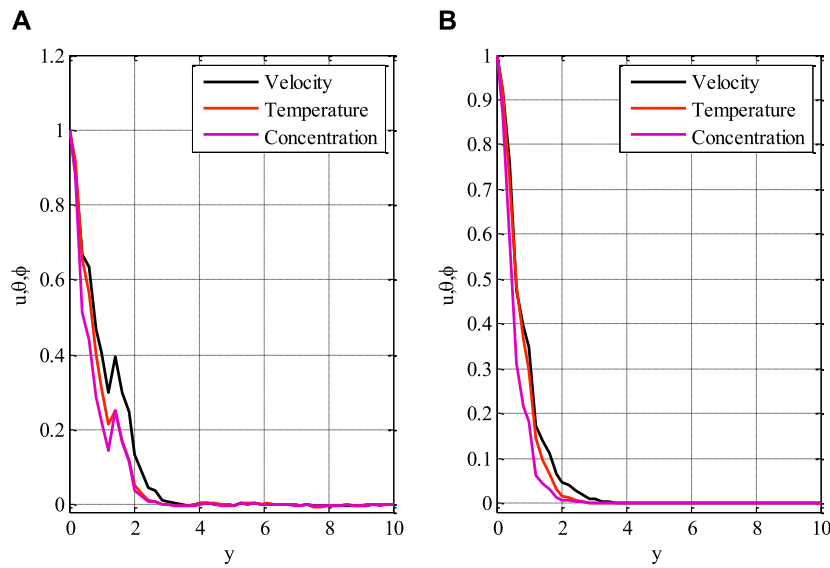 A
B
1.2
1
0.8
0.6
0.4
0.2
0
u,θ,ϕ
0 2 4 6 8 10
y
Velocity
Temperature
Concentration
1
0.9
0.8
0.7
0.6
0.5
0.4
0.3
0.2
0.1
0
u,θ,ϕ
0 2 4 6 8 10
y
Velocity
Temperature
Concentration